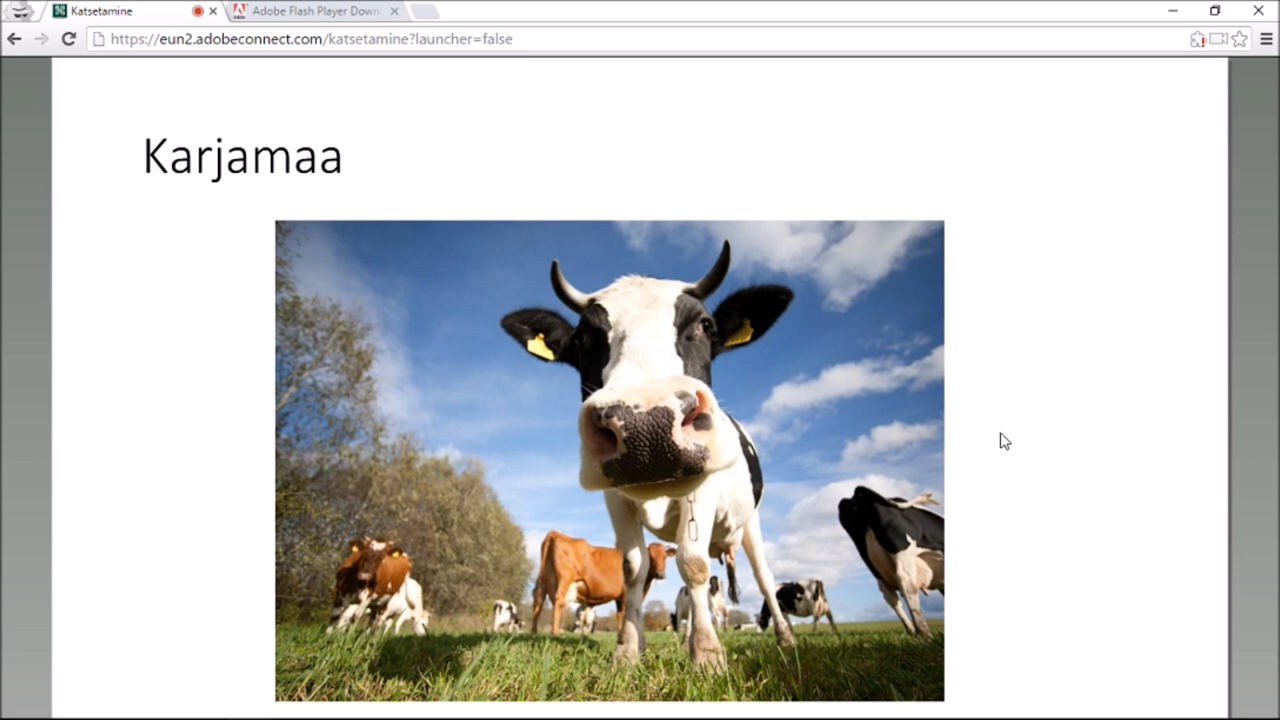 Katsetamine
Adobe Flash Player Down
https://eun2.adobeconnect.com/katsetamine?launcher=false
Karjamaa